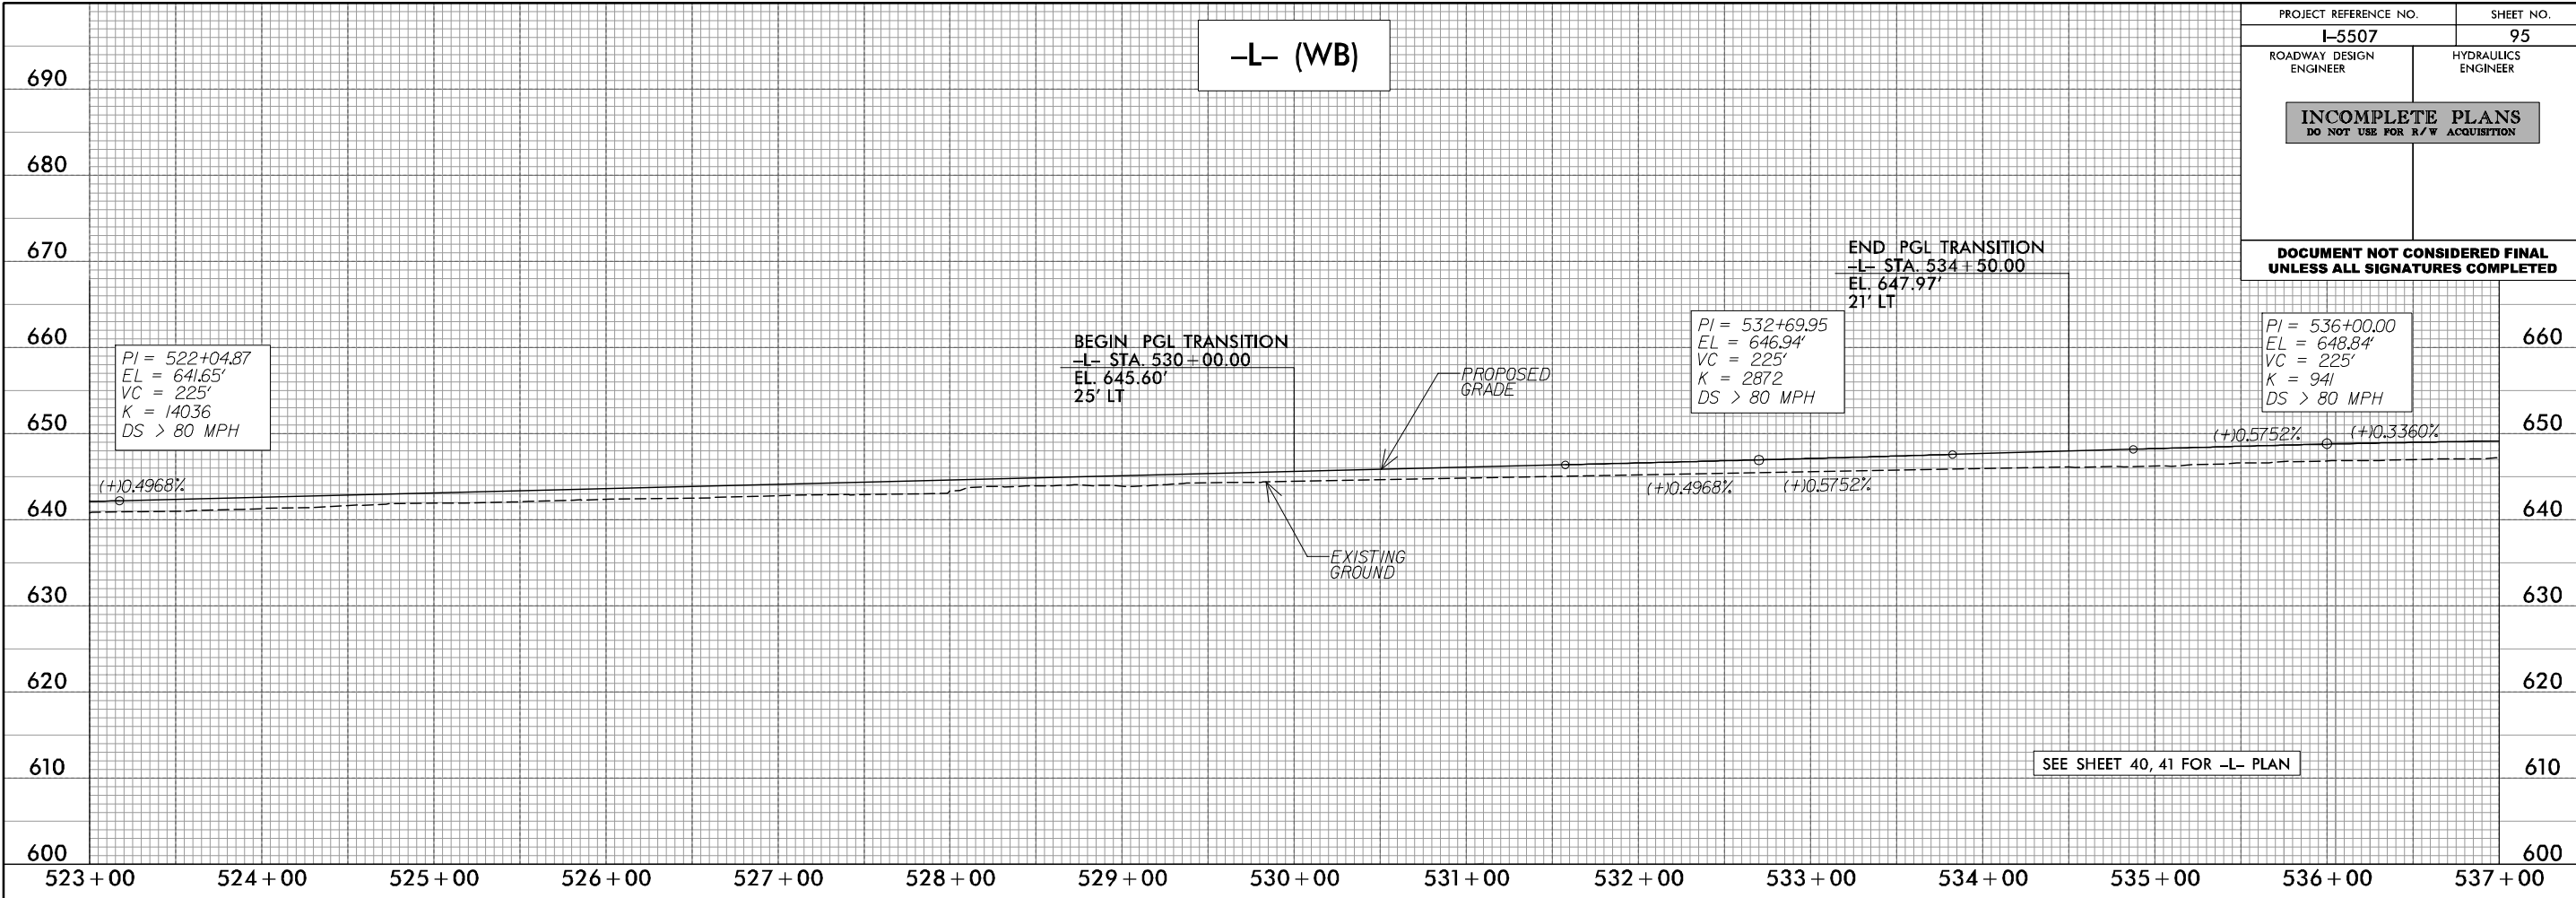 –L– (WB)
PROJECT REFERENCE NO.
SHEET NO.
I–5507
95
ROADWAY DESIGN
ENGINEER
HYDRAULICS
ENGINEER
INCOMPLETE PLANS
DO NOT USE FOR R/W ACQUISITION
DOCUMENT NOT CONSIDERED FINAL
UNLESS ALL SIGNATURES COMPLETED
690
680
670
660
650
640
630
620
610
600
PI = 522+04.87
EL = 641.65'
VC = 225'
K = 14036
DS > 80 MPH
(+)0.4968%
BEGIN PGL TRANSITION
–L– STA. 530+00.00
EL. 645.60'
25' LT
PROPOSED
GRADE
EXISTING
GROUND
END PGL TRANSITION
–L– STA. 534+50.00
EL. 647.97'
21' LT
PI = 532+69.95
EL = 646.94'
VC = 225'
K = 2872
DS > 80 MPH
(+)0.4968%
(+)0.5752%
PI = 536+00.00
EL = 648.84'
VC = 225'
K = 941
DS > 80 MPH
(+)0.5752%
(+)0.3360%
660
650
640
630
620
610
600
SEE SHEET 40, 41 FOR –L– PLAN
523+00
524+00
525+00
526+00
527+00
528+00
529+00
530+00
531+00
532+00
533+00
534+00
535+00
536+00
537+00